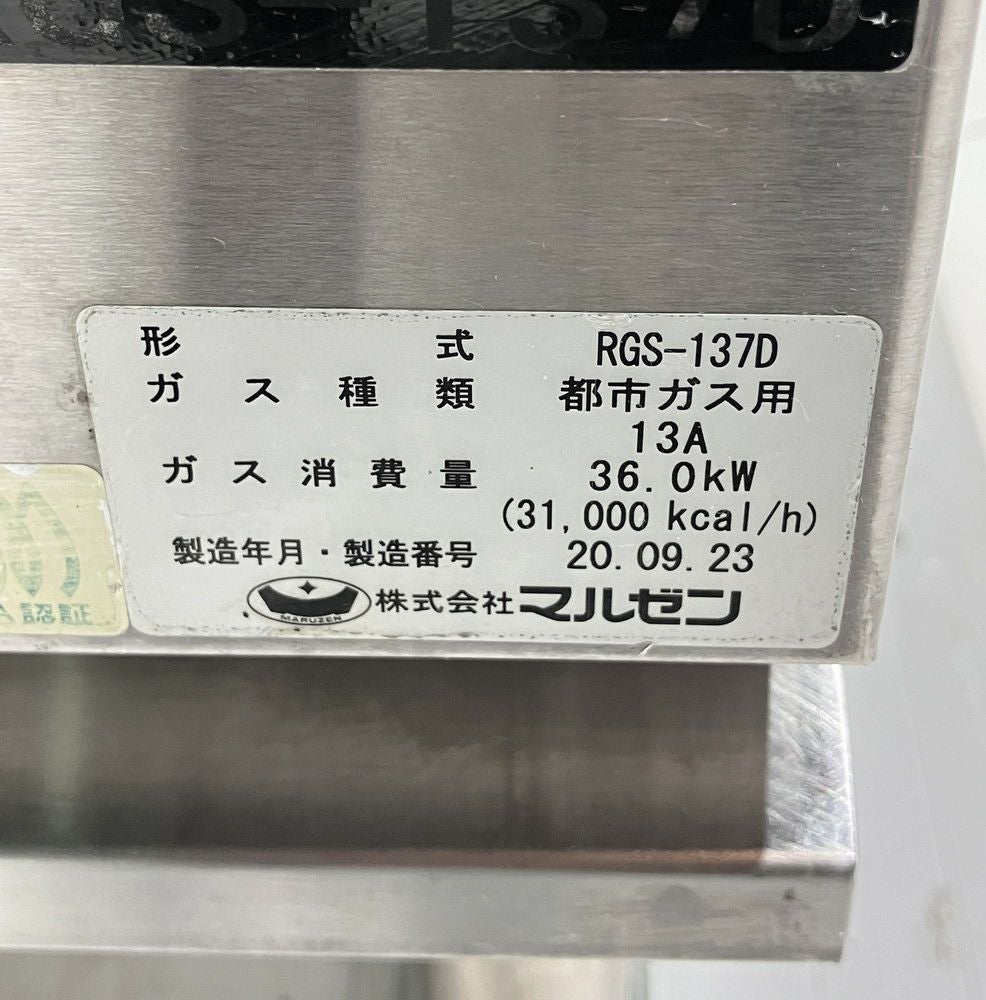 RGS-137D
形式 RGS-137D
ガス種類 都市ガス用
13A
ガス消費量 36.0kW
(31,000 kcal/h)
製造年月・製造番号 20.09.23
MARUZEN 株式会社マルゼン
認証